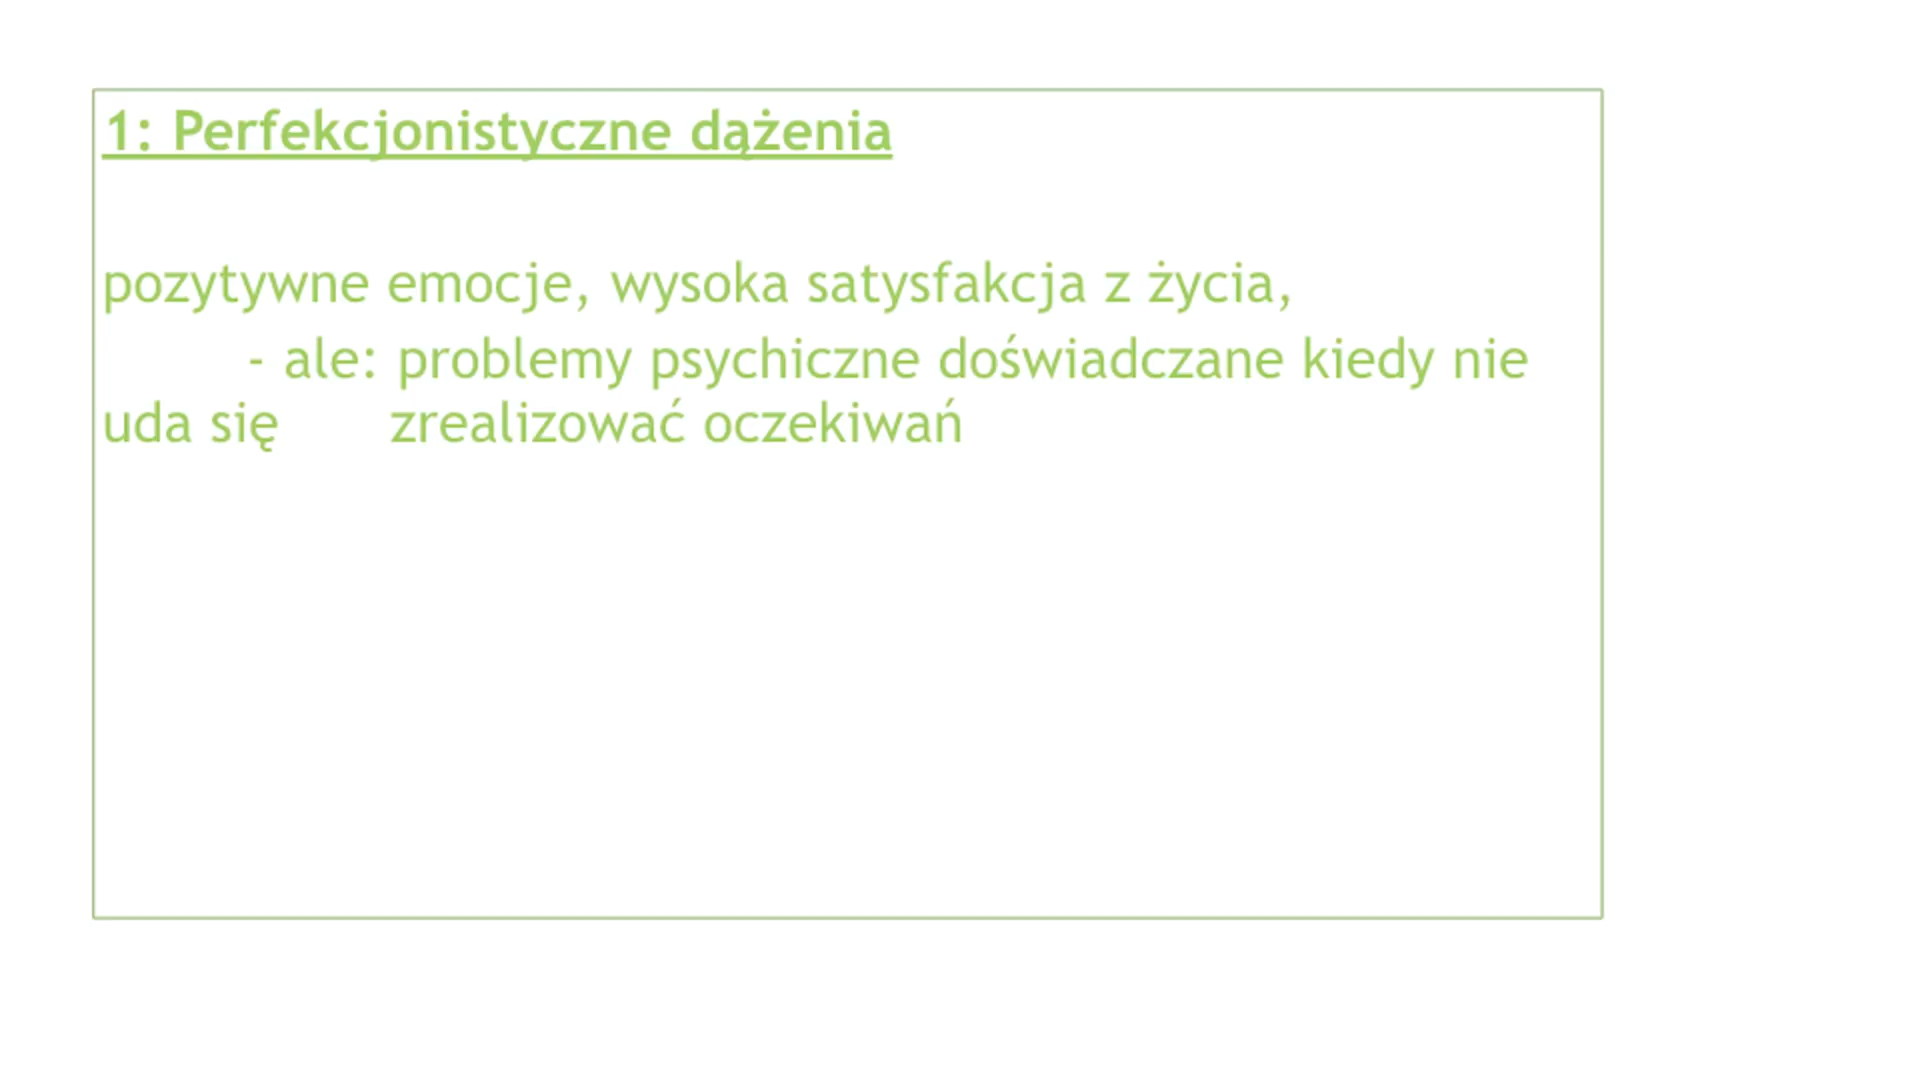 1: Perfekcjonistyczne dążenia
pozytywne emocje, wysoka satysfakcja z życia,
- ale: problemy psychiczne doświadczane kiedy nie
uda się zrealizować oczekiwań